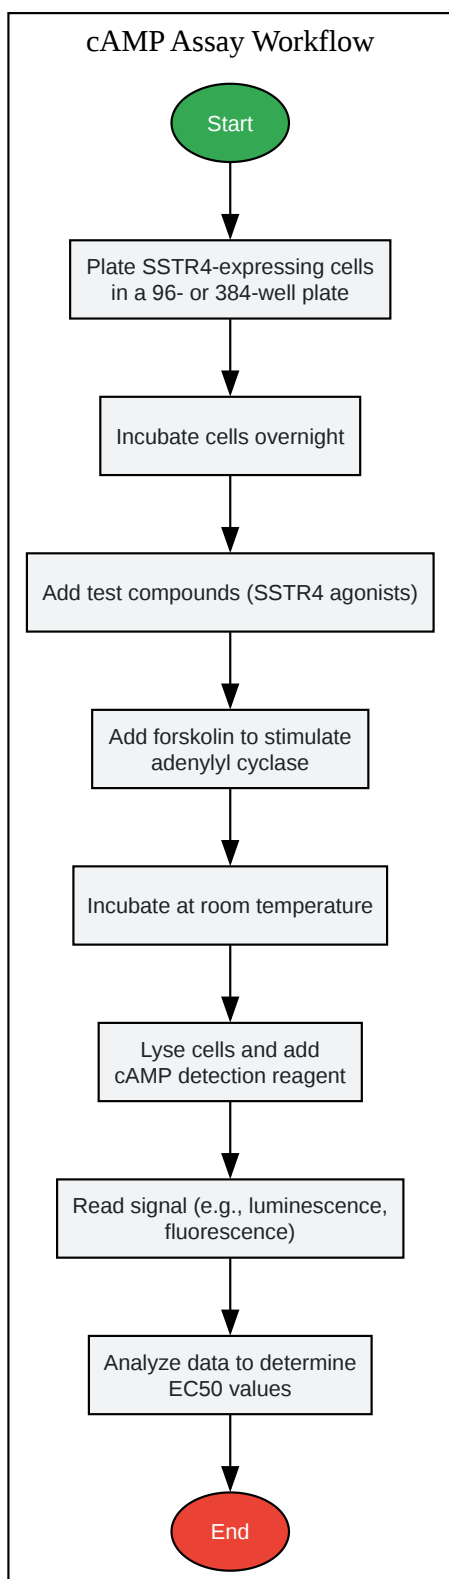 cAMP Assay Workflow
Start
Plate SSTR4-expressing cells
in a 96- or 384-well plate
Incubate cells overnight
Add test compounds (SSTR4 agonists)
Add forskolin to stimulate
adenylyl cyclase
Incubate at room temperature
Lyse cells and add
cAMP detection reagent
Read signal (e.g., luminescence,
fluorescence)
Analyze data to determine
EC50 values
End